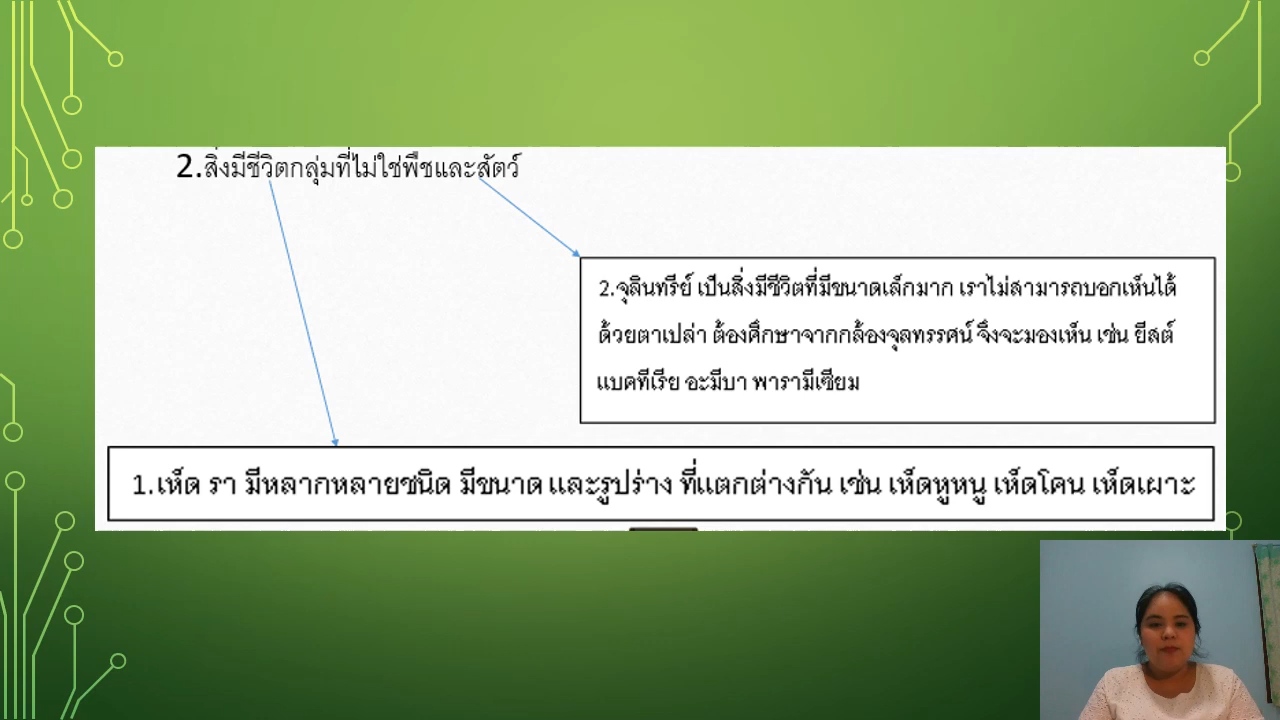 2.สิ่งมีชีวิตกลุ่มที่ไม่ใช่พืชและสัตว์
2.จุลินทรีย์ เป็นสิ่งมีชีวิตที่มีขนาดเล็กมาก เราไม่สามารถบอกเห็นได้
ด้วยตาเปล่า ต้องศึกษาจากกล้องจุลทรรศน์ จึงจะมองเห็น เช่น ยีสต์
แบคทีเรีย อะมีบา พารามีเซียม
1.เห็ด รา มีหลากหลายชนิด มีขนาด และรูปร่าง ที่แตกต่างกัน เช่น เห็ดหูหนู เห็ดโคน เห็ดเผาะ